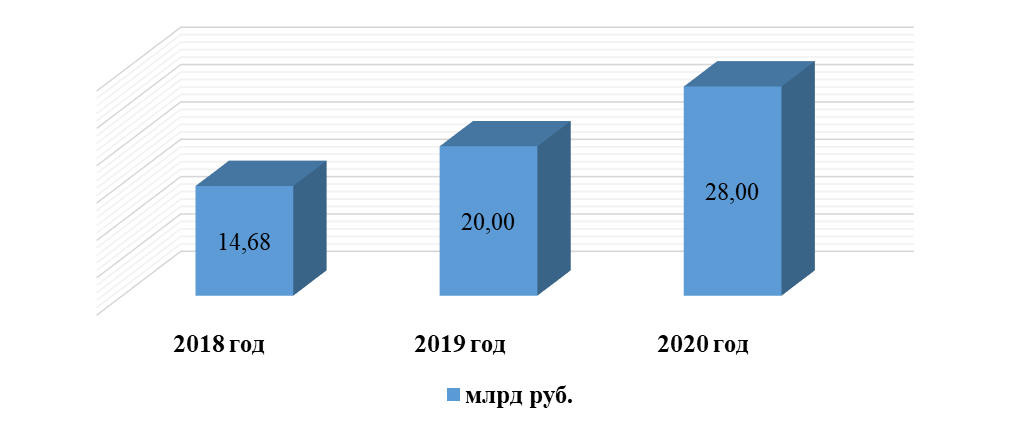 28,00
20,00
14,68
2018 год
2019 год
2020 год
млрд руб.